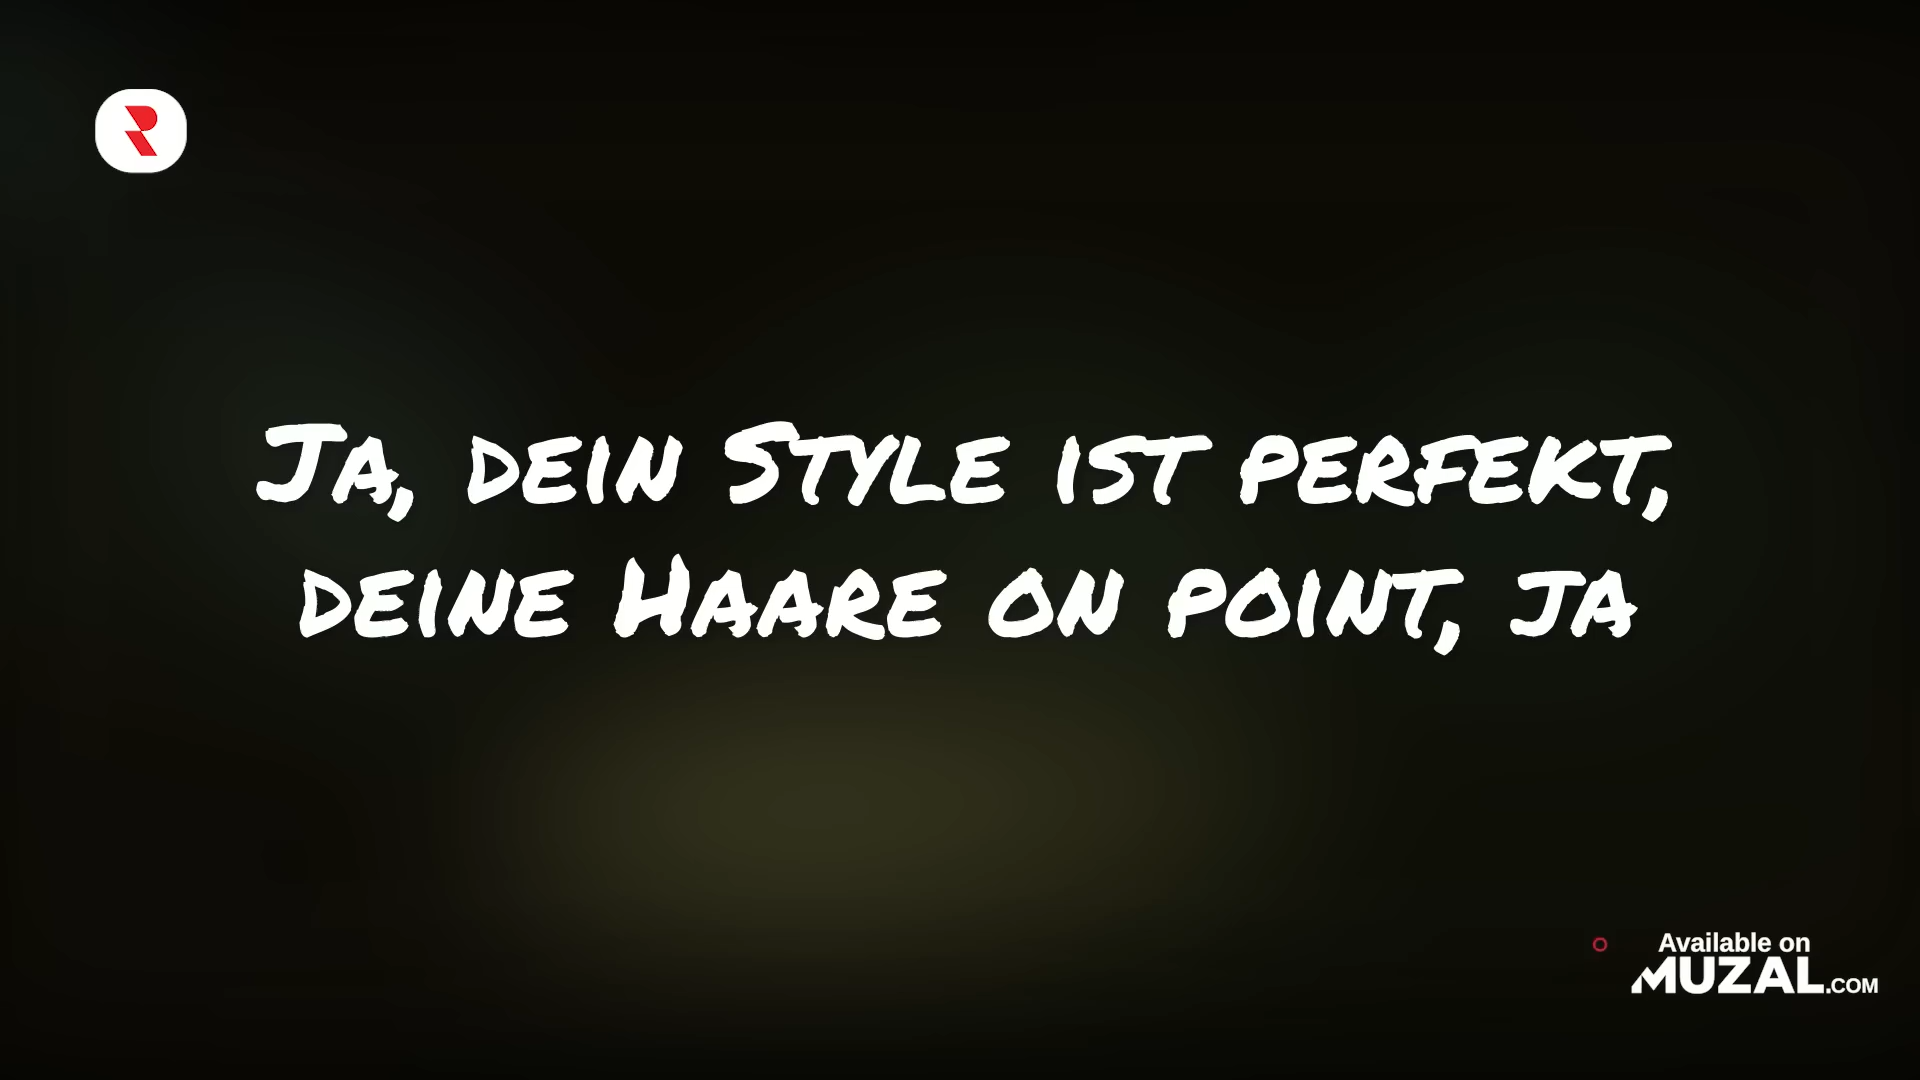 Ja, dein Style ist perfekt,
deine Haare on point, ja
Available on
MUZAL.COM